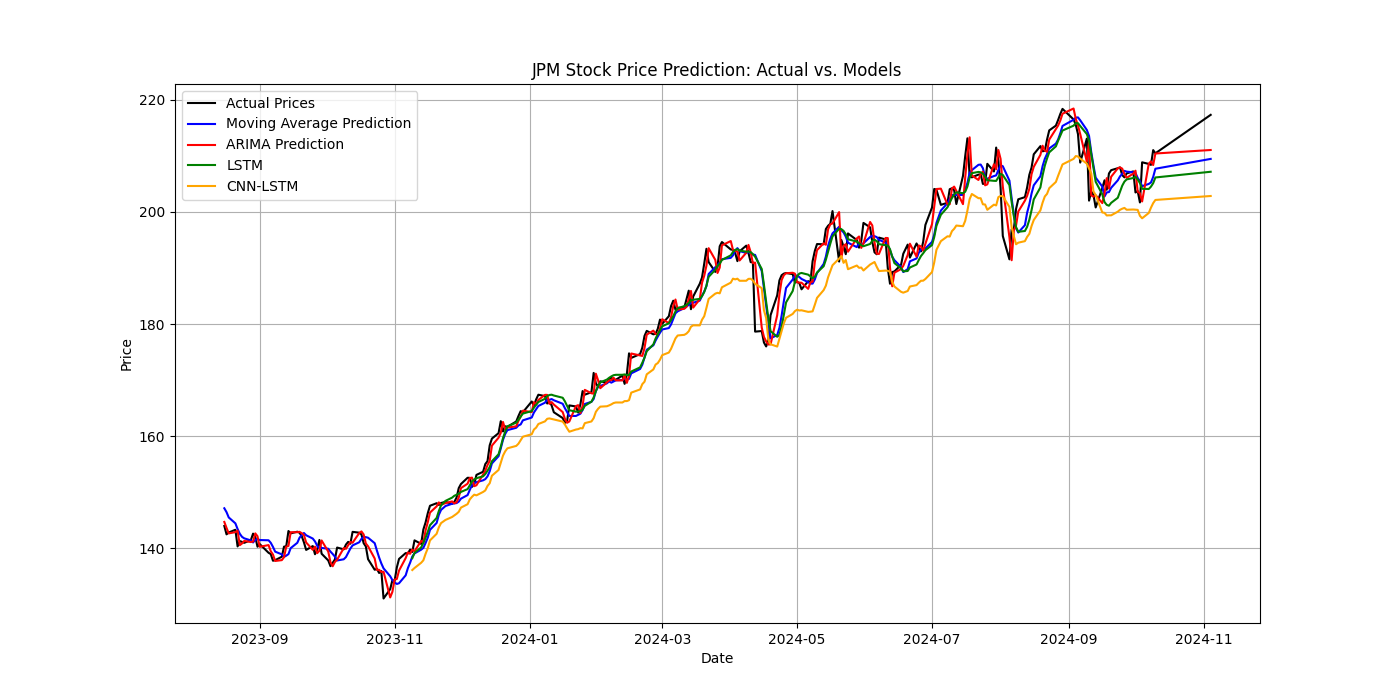 JPM Stock Price Prediction: Actual vs. Models
Actual Prices
Moving Average Prediction
ARIMA Prediction
LSTM
CNN-LSTM
220
200
180
160
140
Price
2023-09 2023-11 2024-01 2024-03 2024-05 2024-07 2024-09 2024-11
Date